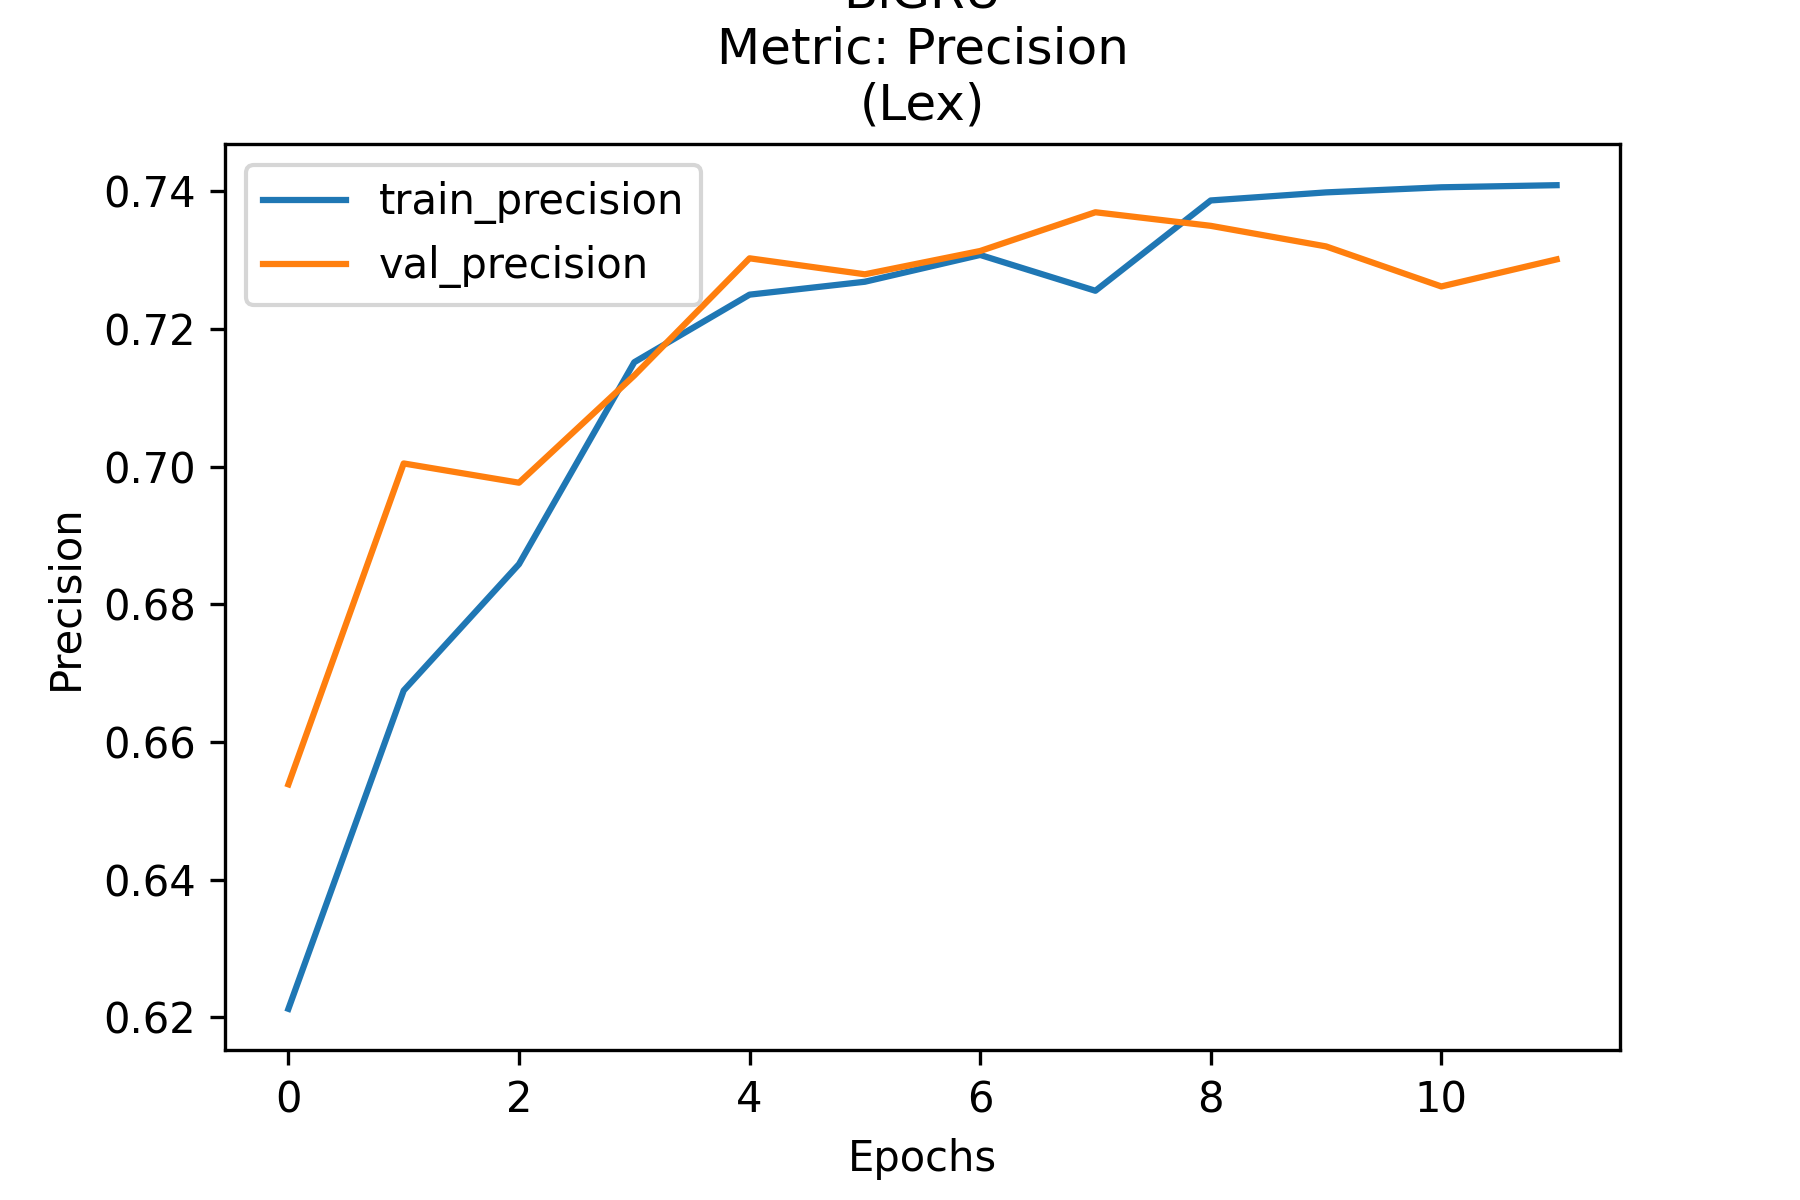 BiGRU
Metric: Precision
(Lex)
train_precision
val_precision
0.74
0.72
0.70
0.68
0.66
0.64
0.62
Precision
0 2 4 6 8 10
Epochs